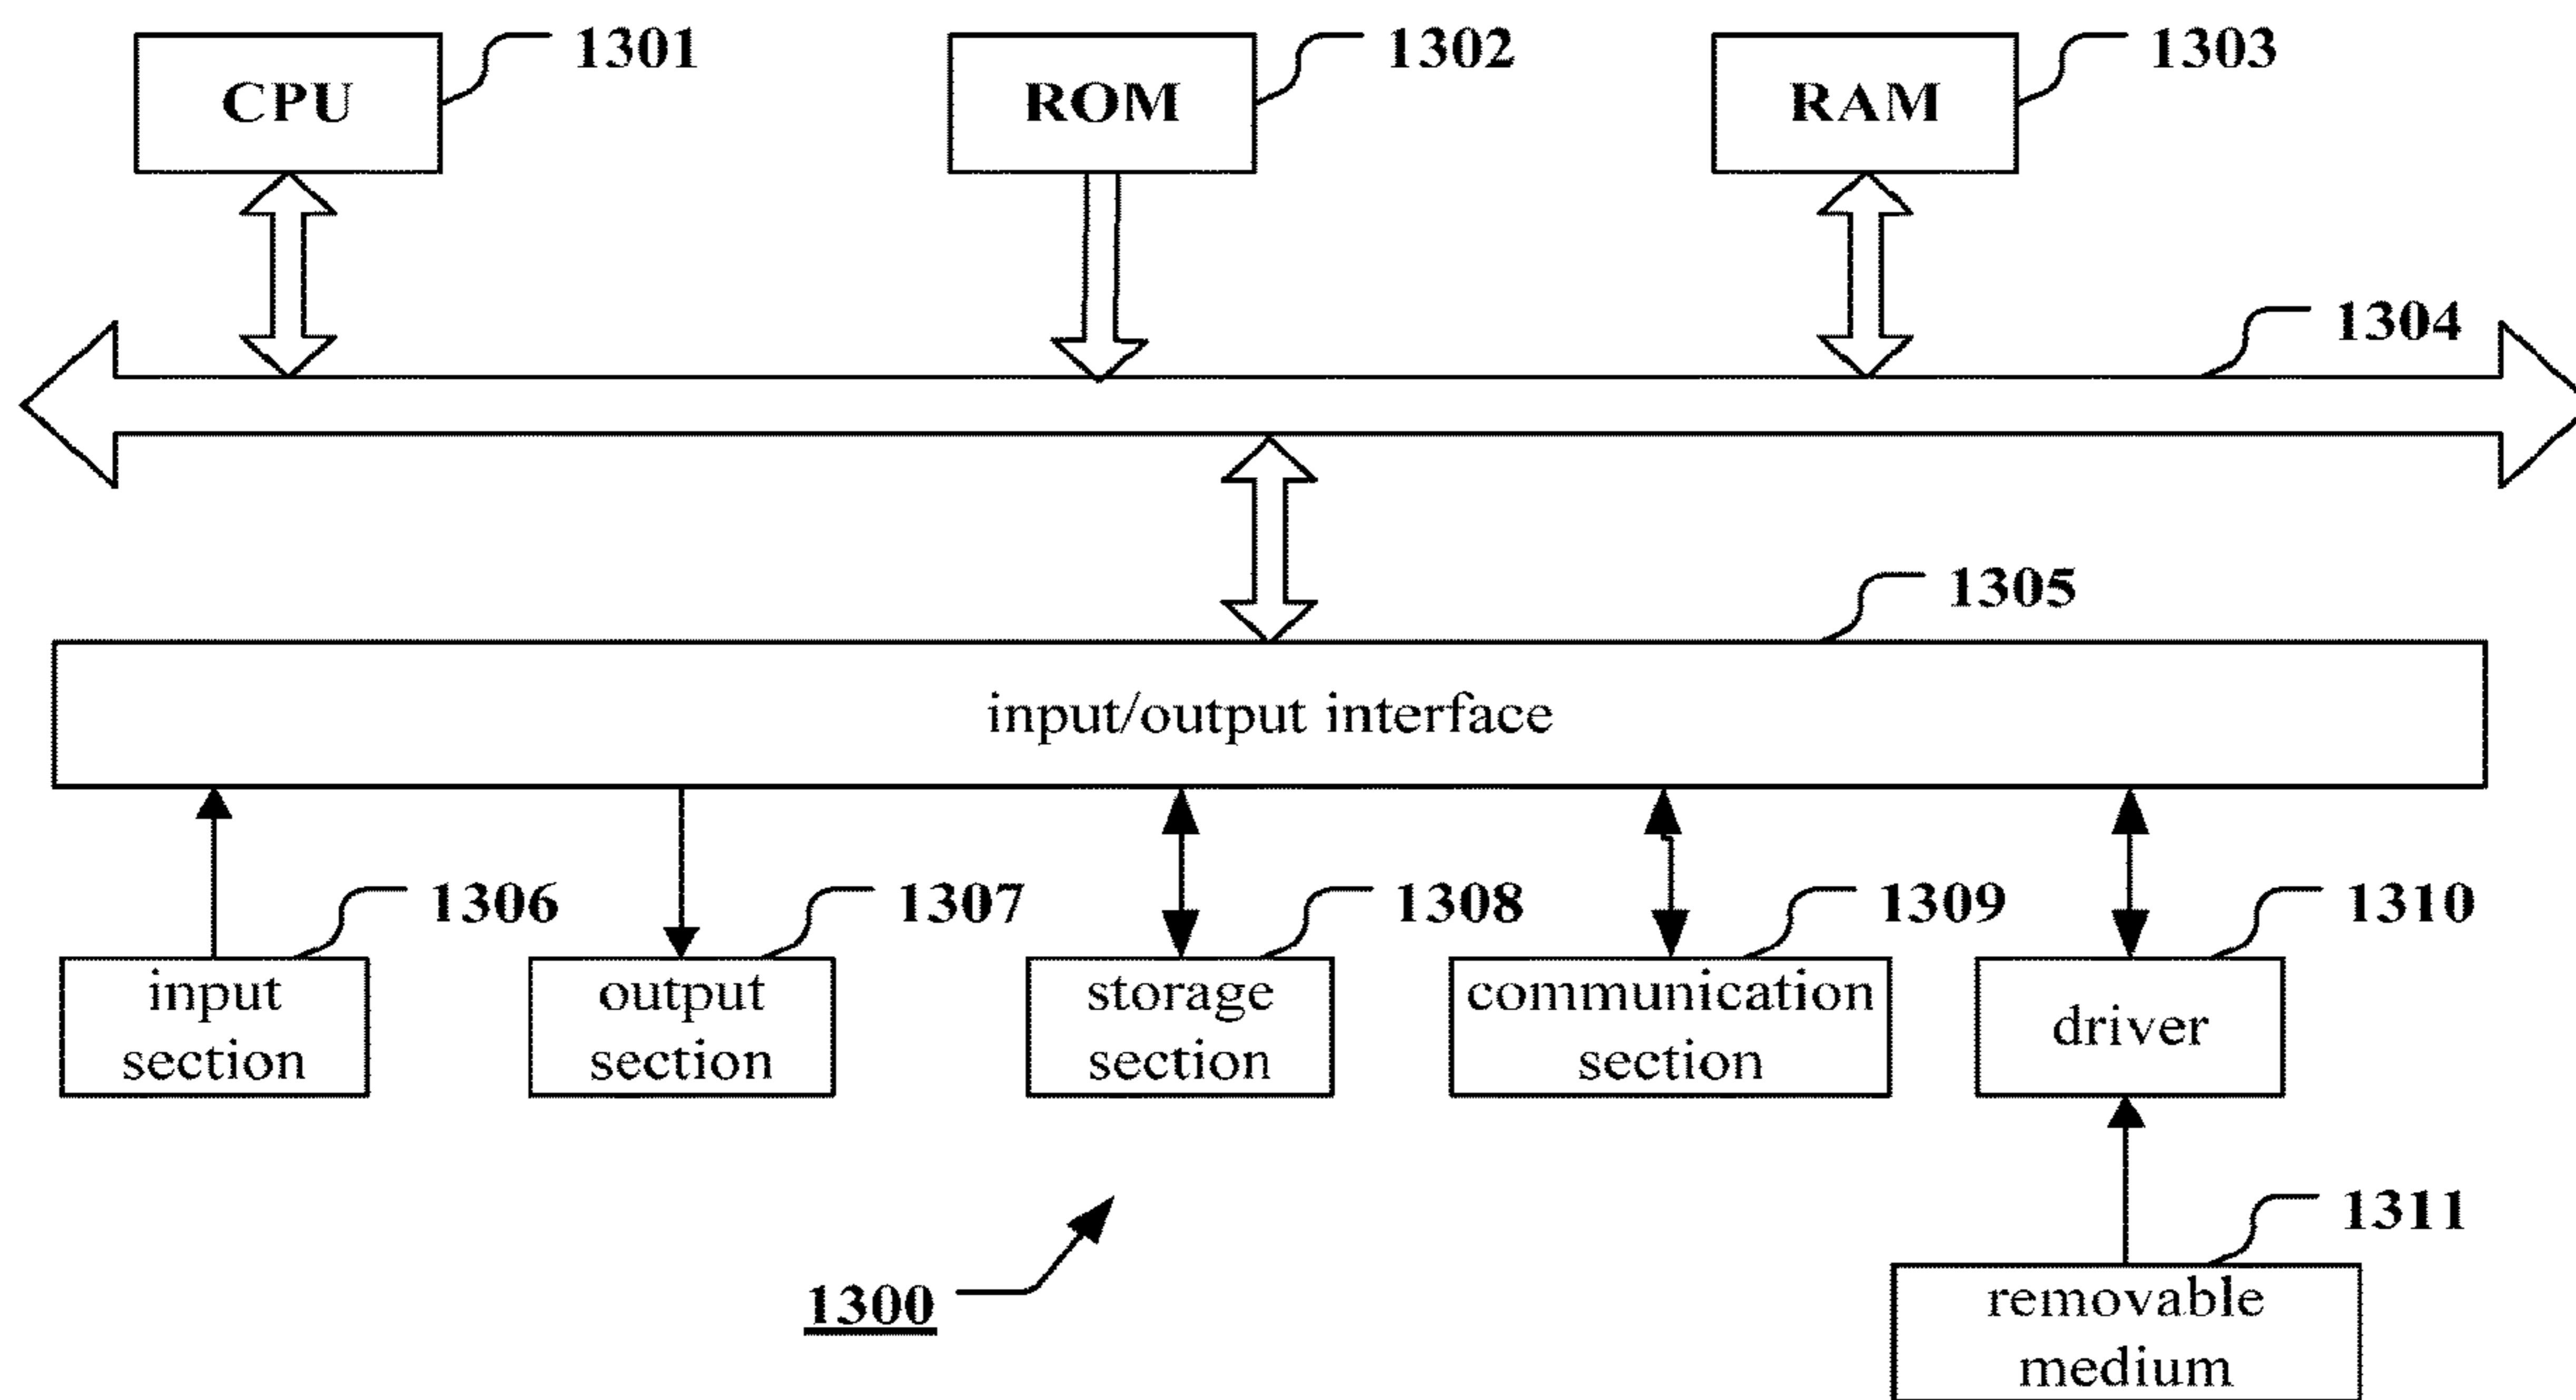 CPU
1301
ROM
1302
RAM
1303
1304
1305
input/output interface
1306
1307
1308
1309
1310
input
section
output
section
storage
section
communication
section
driver
1311
1300
removable
medium